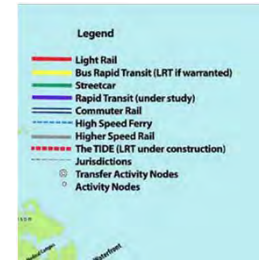 Legend
Light Rail
Bus Rapid Transit (LRT if warranted)
Streetcar
Rapid Transit (under study)
Commuter Rail
High Speed Ferry
Higher Speed Rail
The TIDE (LRT under construction)
Jurisdictions
Transfer Activity Nodes
Activity Nodes
Waterfront